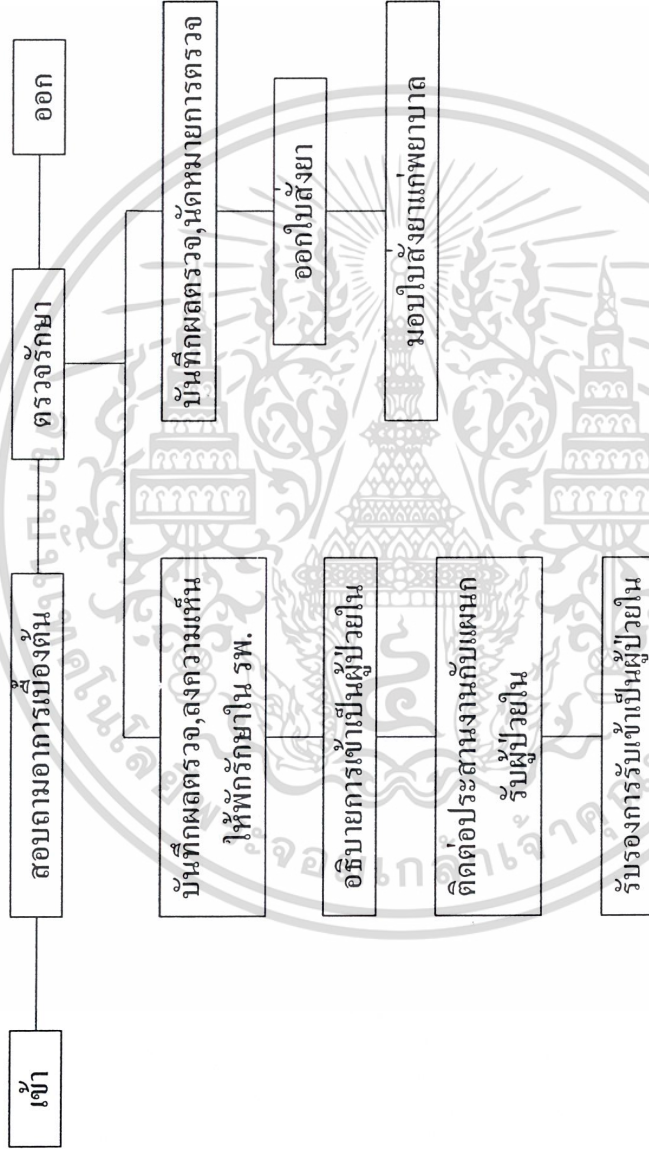 เข้า
สอบถามอาการเบื้องต้น
ตรวจรักษา
ออก
บันทึกผลตรวจ,ลงความเห็น
ให้พักรักษาใน รพ.
อธิบายการเข้าเป็นผู้ป่วยใน
ติดต่อประสานงานกับแผนก
รับผู้ป่วยใน
รับรองการรับเข้าเป็นผู้ป่วยใน
บันทึกผลตรวจ,นัดหมายการตรวจ
ออกใบสั่งยา
มอบใบสั่งยาแก่พยาบาล